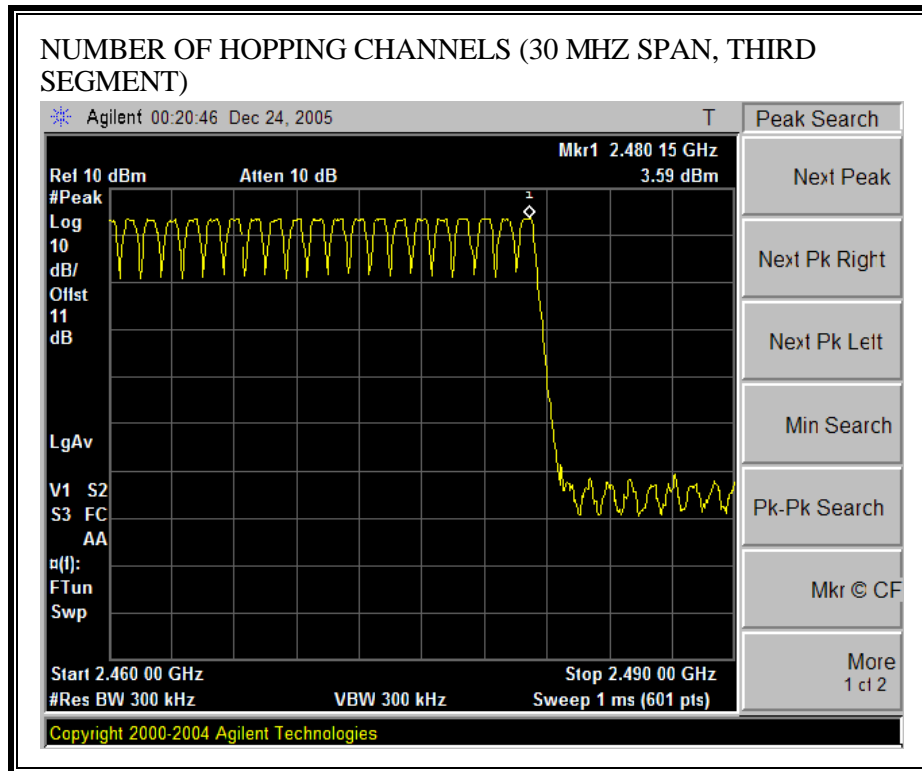 NUMBER OF HOPPING CHANNELS (30 MHZ SPAN, THIRD
SEGMENT)
Agilent 00:20:46 Dec 24, 2005
T
Peak Search
Mkr1 2.480 15 GHz
Ref 10 dBm
Atten 10 dB
3.59 dBm
#Peak
Log
10
dB/
Offst
11
dB
1
LgAv
V1 S2
S3 FC
AA
¤(f):
FTun
Swp
Start 2.460 00 GHz
Stop 2.490 00 GHz
#Res BW 300 kHz
VBW 300 kHz
Sweep 1 ms (601 pts)
Next Peak
Next Pk Right
Next Pk Left
Min Search
Pk-Pk Search
Mkr © CF
More
1 of 2
Copyright 2000-2004 Agilent Technologies